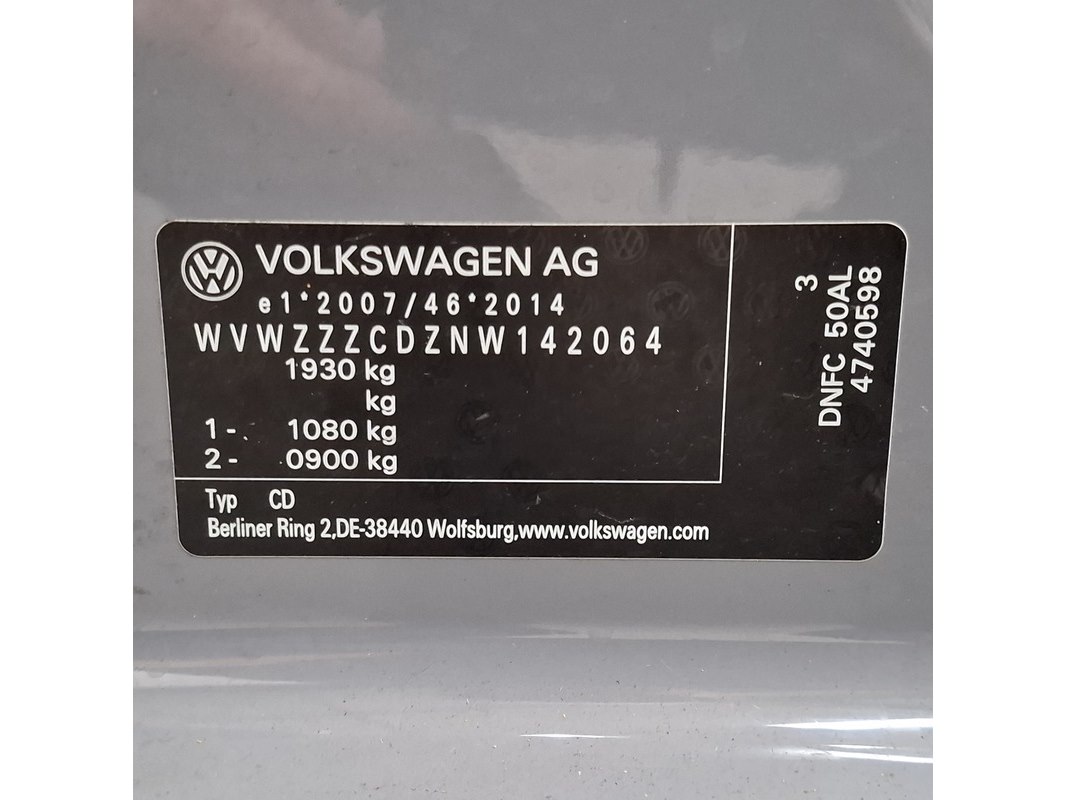 VOLKSWAGEN AG
e1*2007/46*2014
WVWZZZCDZNW142064
1930 kg
kg
1- 1080 kg
2- 0900 kg
Typ CD
Berliner Ring 2,DE-38440 Wolfsburg,www.volkswagen.com
3
DNFC 50AL
4740598